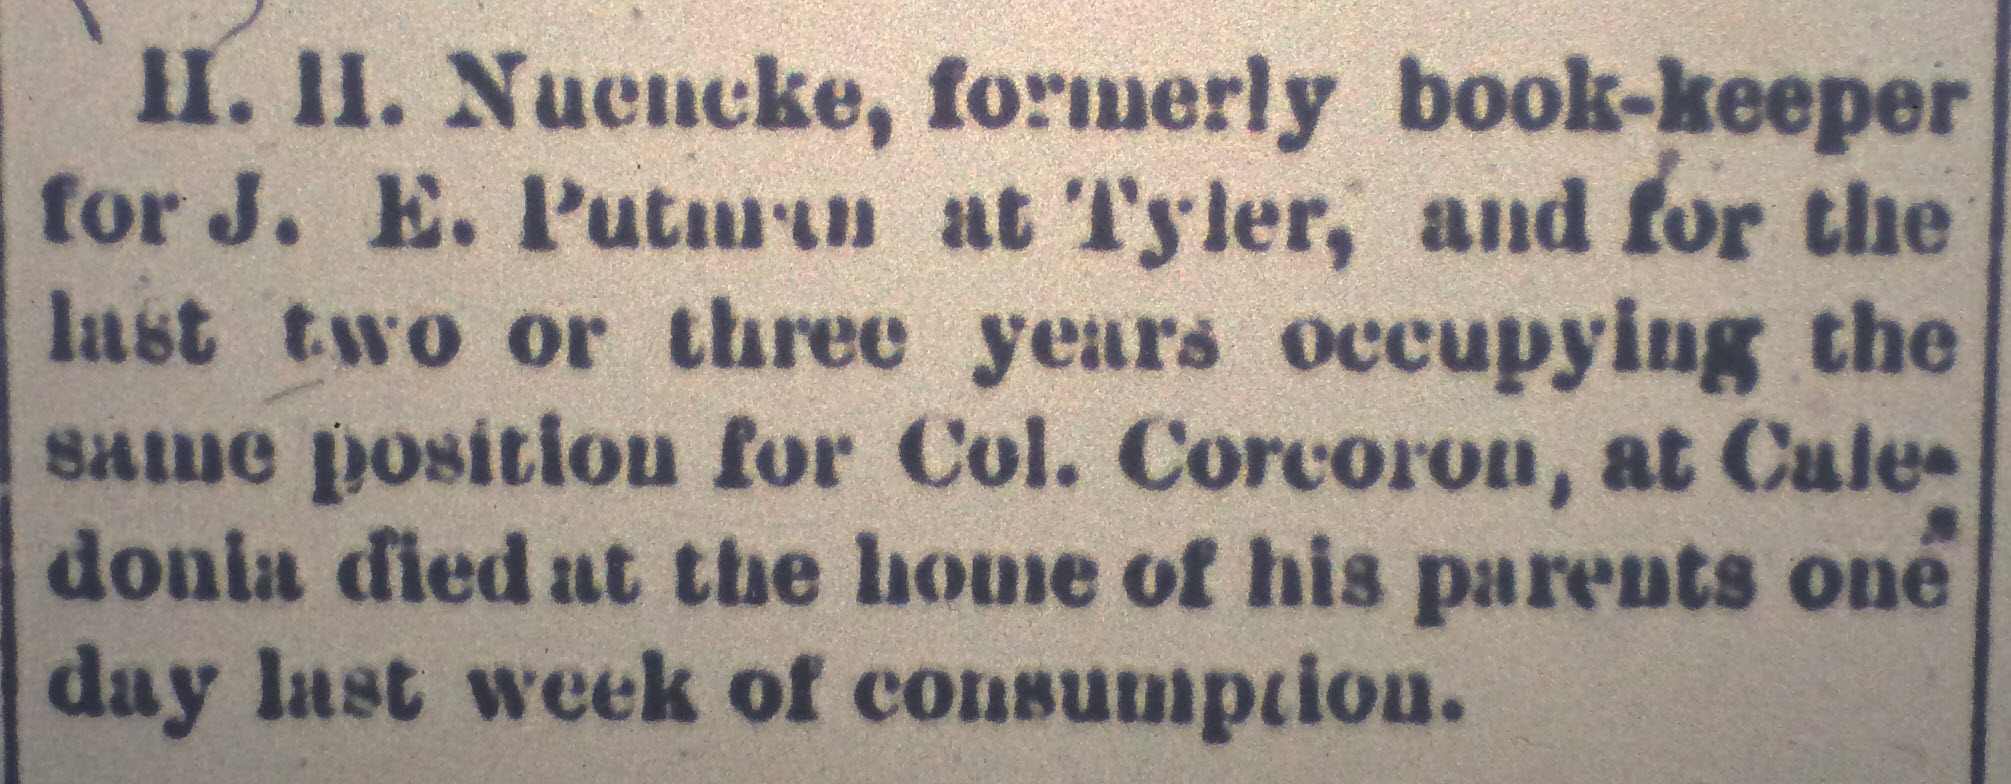 H. H. Nuencke, formerly book-keeper
for J. E. Putman at Tyler, and for the
last two or three years occupying the
same position for Col. Corcoron, at Cale-
donia died at the home of his parents one
day last week of consumption.